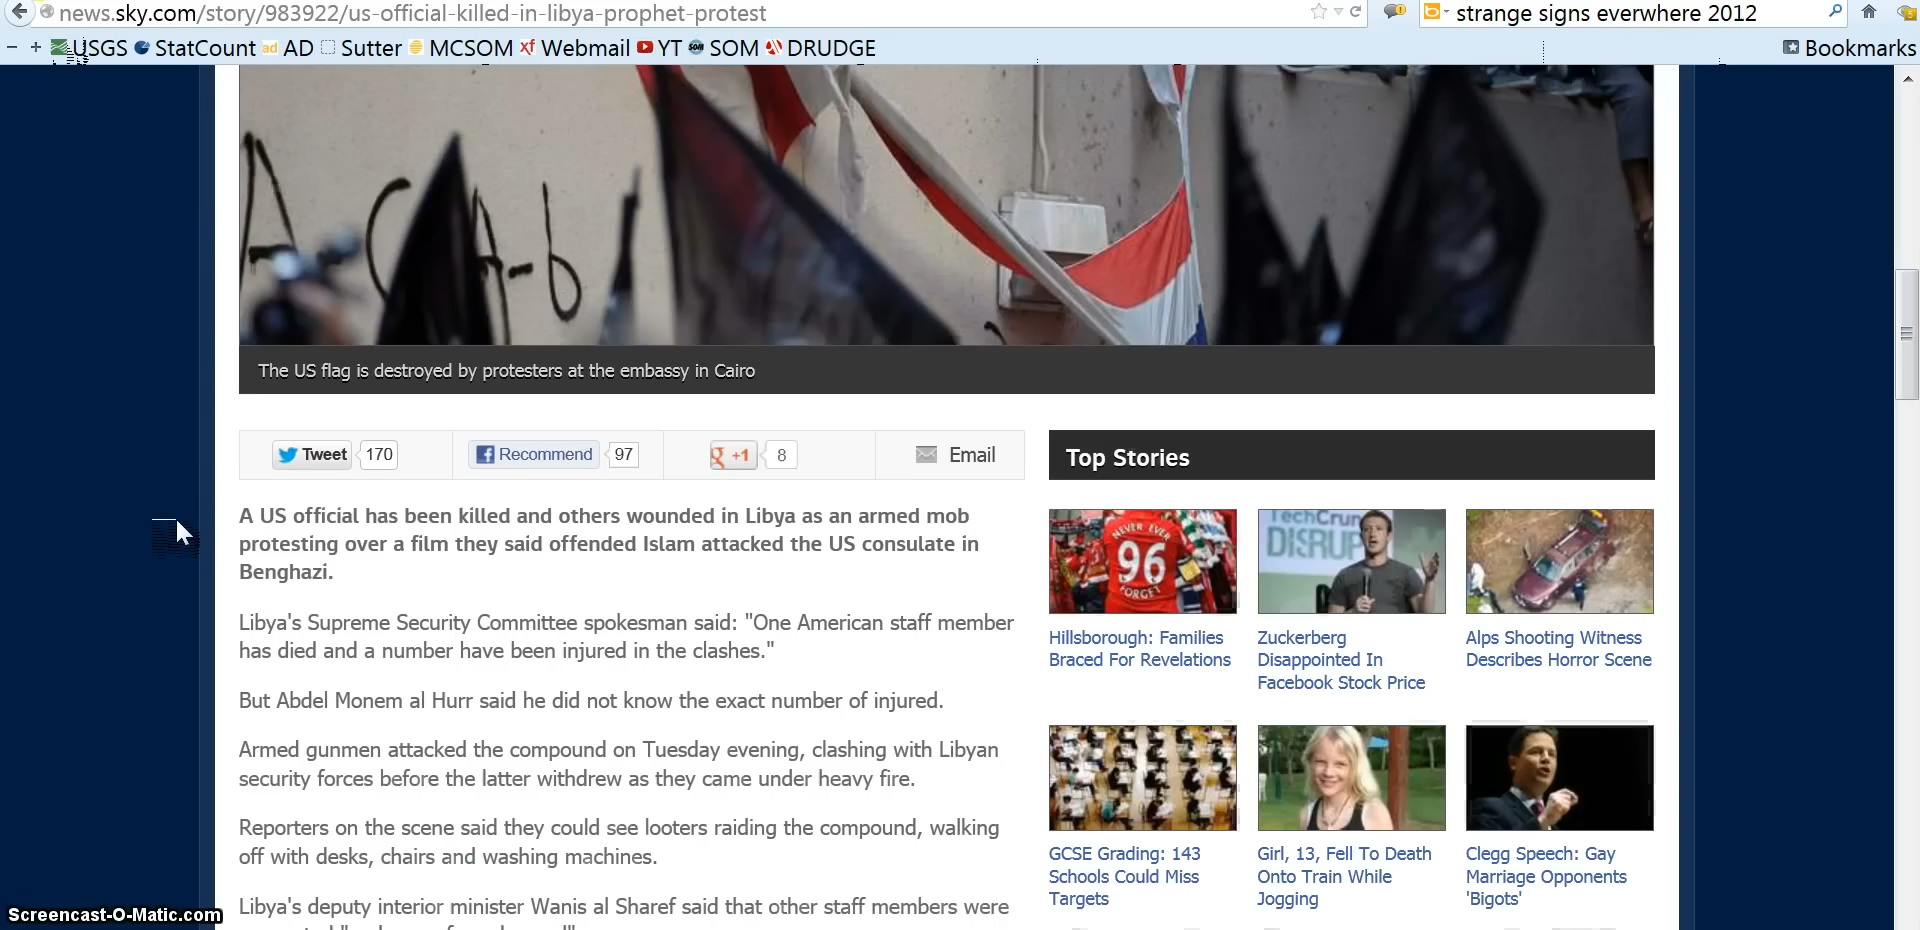 news.sky.com/story/983922/us-official-killed-in-libya-prophet-protest
strange signs everwhere 2012
USGS StatCount AD Sutter MCSOM Webmail YT SOM DRUDGE
Bookmarks
The US flag is destroyed by protesters at the embassy in Cairo
Tweet 170 Recommend 97 +1 8 Email
A US official has been killed and others wounded in Libya as an armed mob
protesting over a film they said offended Islam attacked the US consulate in
Benghazi.
Libya's Supreme Security Committee spokesman said: "One American staff member
has died and a number have been injured in the clashes."
But Abdel Monem al Hurr said he did not know the exact number of injured.
Armed gunmen attacked the compound on Tuesday evening, clashing with Libyan
security forces before the latter withdrew as they came under heavy fire.
Reporters on the scene said they could see looters raiding the compound, walking
off with desks, chairs and washing machines.
Libya's deputy interior minister Wanis al Sharef said that other staff members were
Top Stories
NEVER EVER
96
FORGET
TechCrun
DISRUP
Hillsborough: Families
Braced For Revelations
Zuckerberg
Disappointed In
Facebook Stock Price
Alps Shooting Witness
Describes Horror Scene
GCSE Grading: 143
Schools Could Miss
Targets
Girl, 13, Fell To Death
Onto Train While
Jogging
Clegg Speech: Gay
Marriage Opponents
'Bigots'
Screencast-O-Matic.com